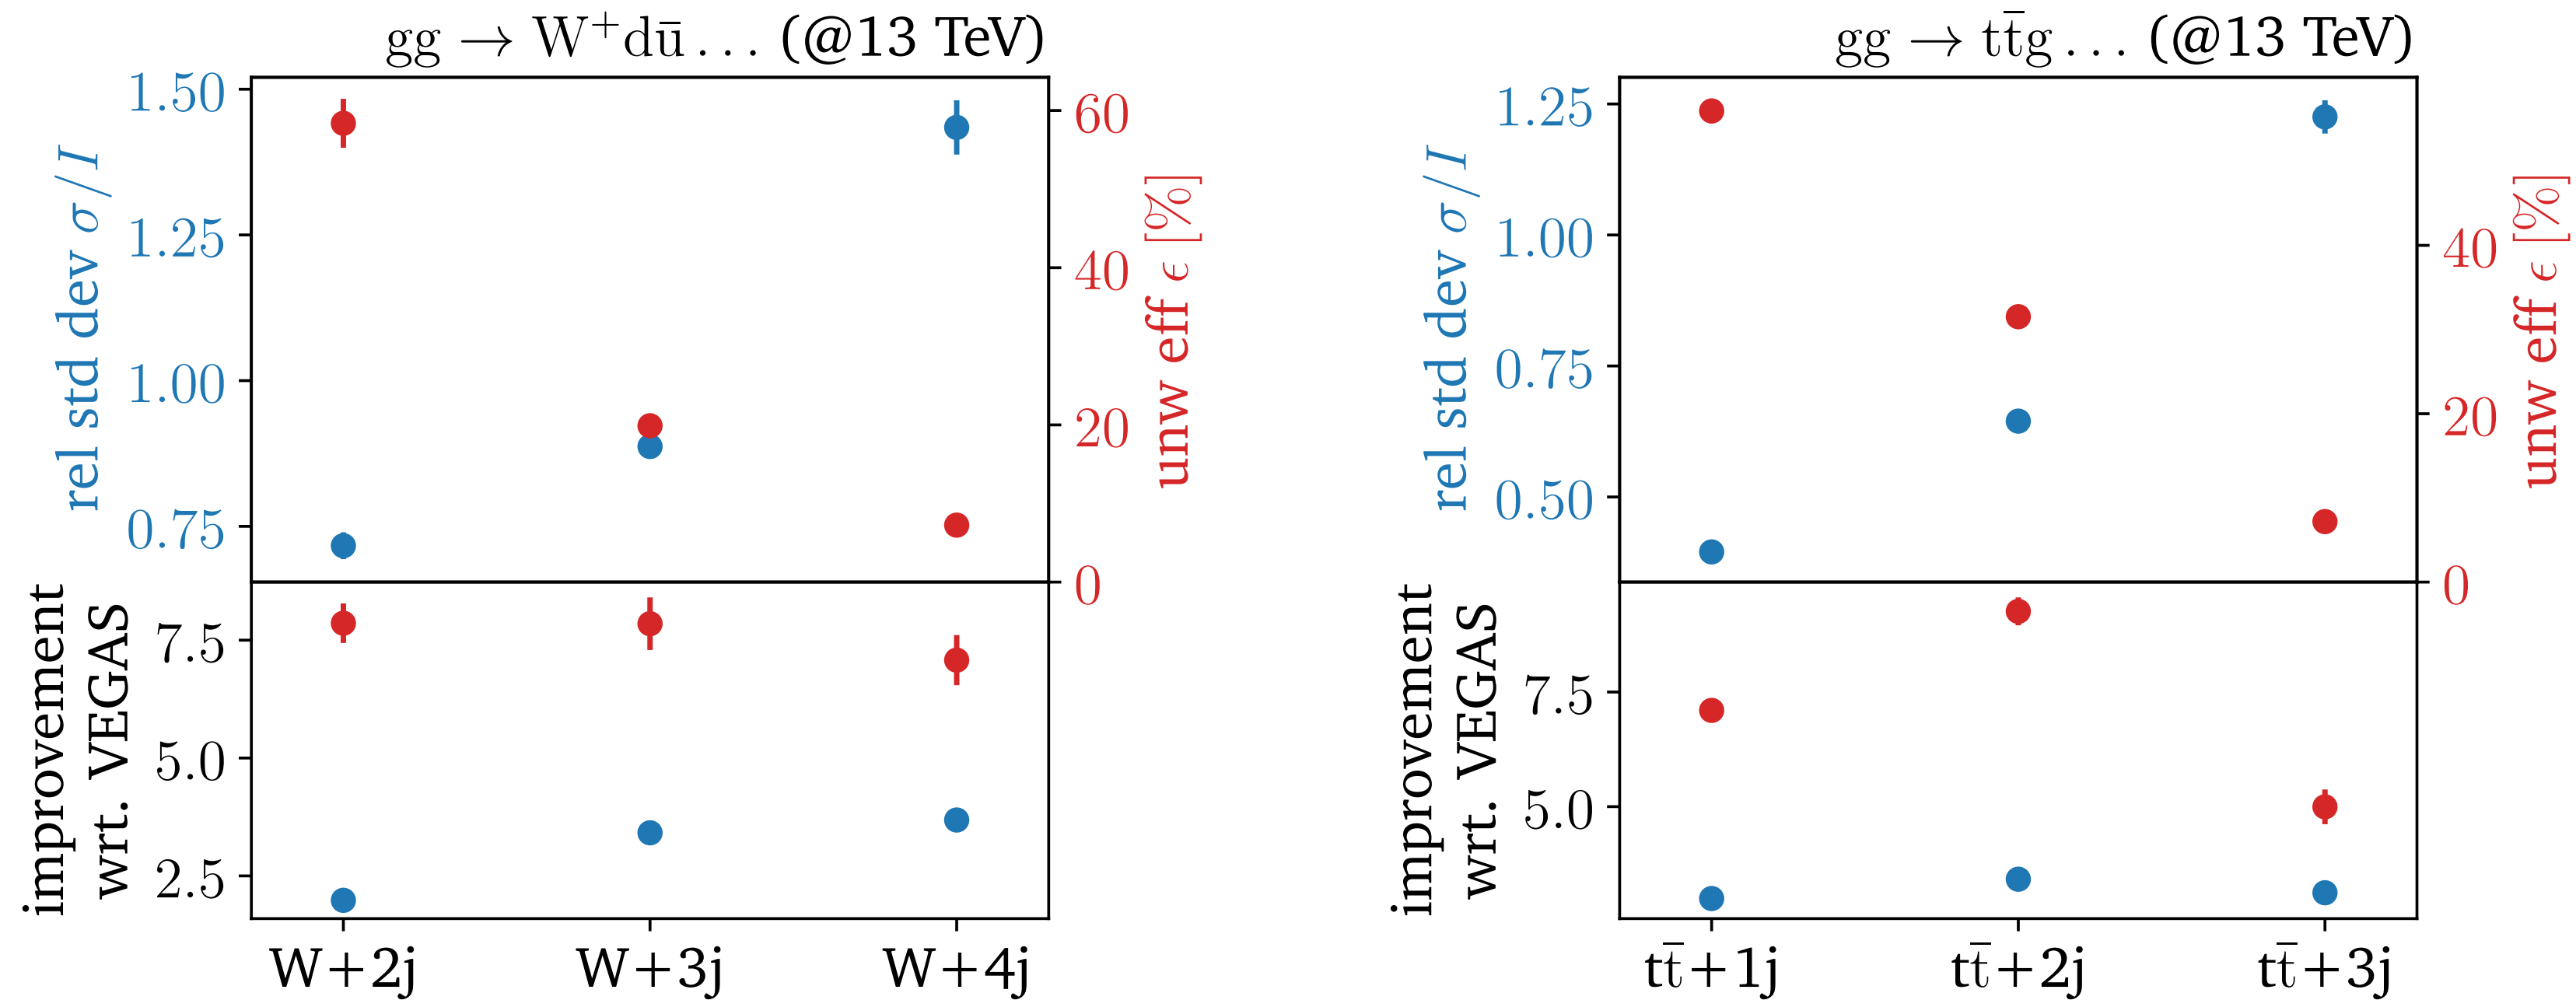 gg → W⁺dū . . . (@13 TeV)
1.50
1.25
1.00
0.75
rel std dev σ/I
60
40
20
0
unw eff ϵ [%]
7.5
5.0
2.5
improvement
wrt. VEGAS
W+2j
W+3j
W+4j
gg → tt̄g . . . (@13 TeV)
1.25
1.00
0.75
0.50
rel std dev σ/I
40
20
0
unw eff ϵ [%]
7.5
5.0
improvement
wrt. VEGAS
tt̄+1j
tt̄+2j
tt̄+3j